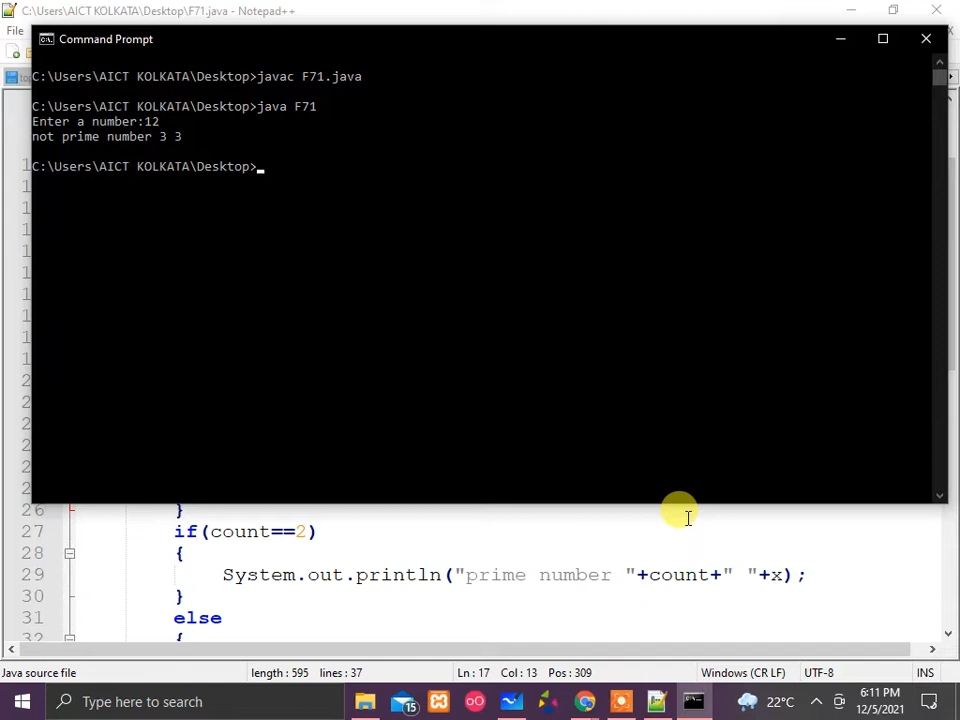 C:\Users\AICT KOLKATA\Desktop\F71.java - Notepad++
File
Command Prompt
C:\Users\AICT KOLKATA\Desktop>javac F71.java
C:\Users\AICT KOLKATA\Desktop>java F71
Enter a number:12
not prime number 3 3
C:\Users\AICT KOLKATA\Desktop>
26 }
27 if(count==2)
28 {
29 System.out.println("prime number "+count+" "+x);
30 }
31 else
32 {
Java source file length : 595 lines : 37 Ln : 17 Col : 13 Pos : 309 Windows (CR LF) UTF-8 INS
Type here to search 15 22°C 6:11 PM
12/5/2021